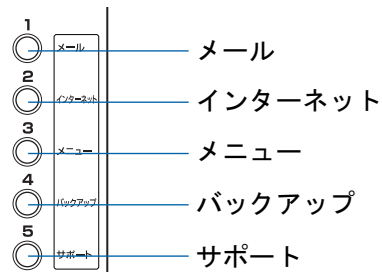 1
メール メール
2
インターネット インターネット
3
メニュー メニュー
4
バックアップ バックアップ
5
サポート サポート